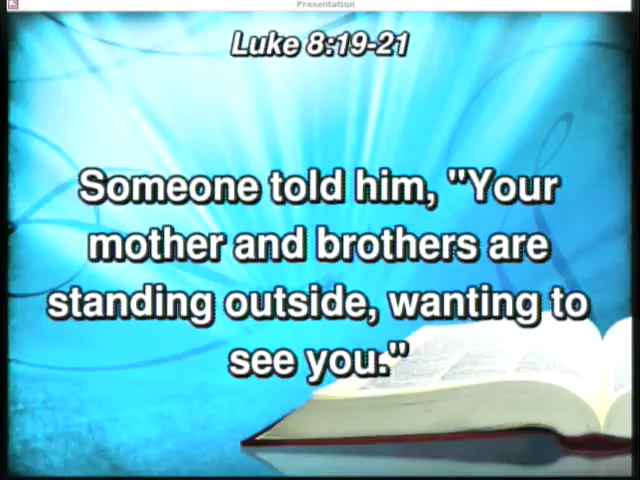 Presentation
Luke 8:19-21
Someone told him, "Your
mother and brothers are
standing outside, wanting to
see you."